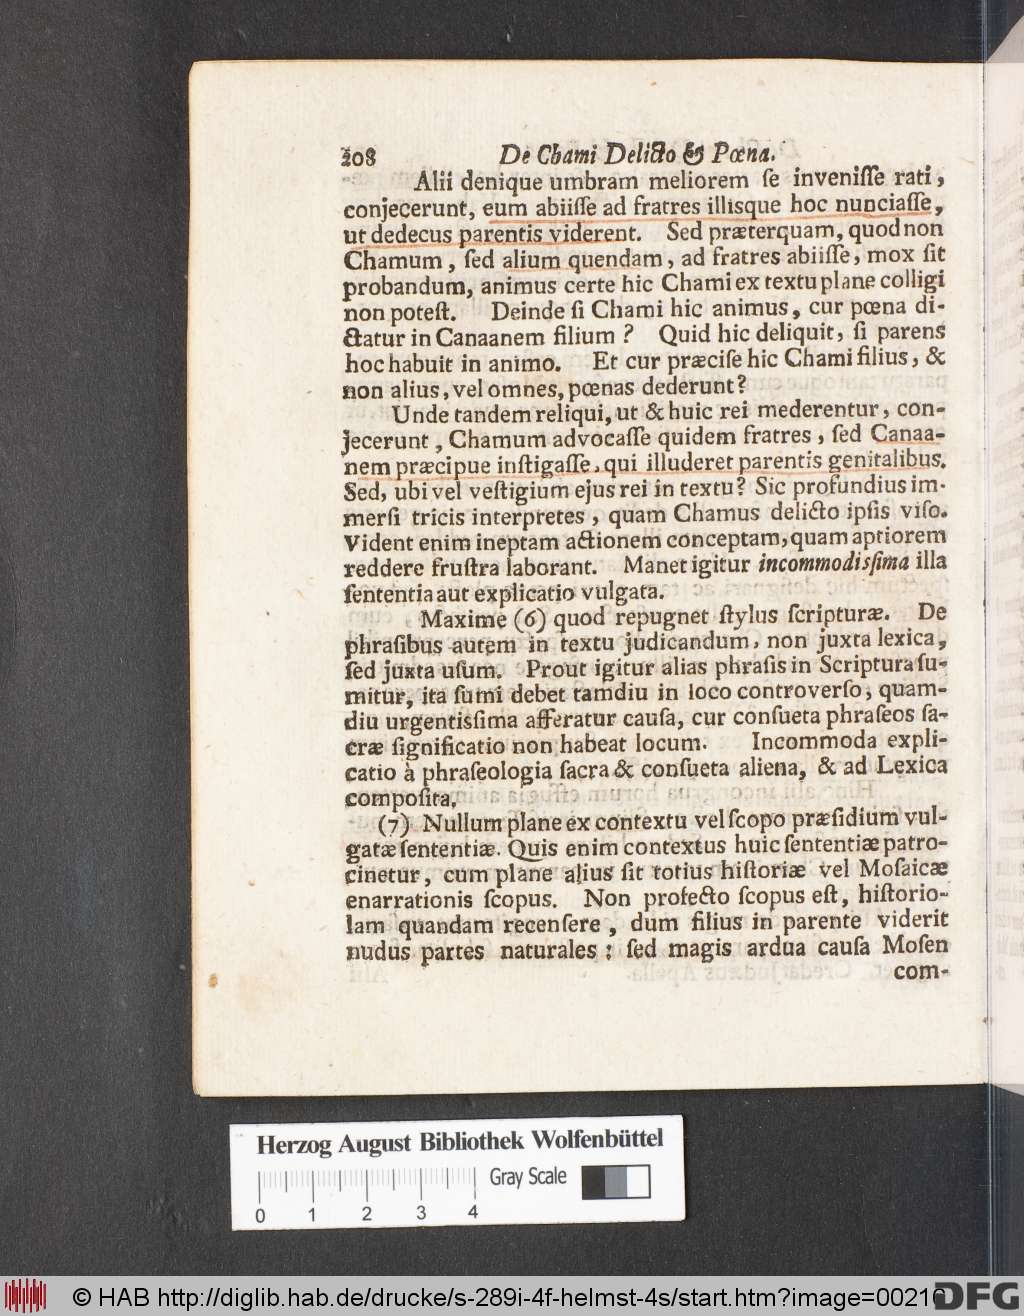 208 De Chami Delicto & Pœna.
Alii denique umbram meliorem ſe inveniſſe rati,
conjecerunt, eum abiiſſe ad fratres illisque hoc nunciaſſe,
ut dedecus parentis viderent. Sed præterquam, quod non
Chamum, ſed alium quendam, ad fratres abiiſſe, mox ſit
probandum, animus certe hic Chami ex textu plane colligi
non poteſt. Deinde ſi Chami hic animus, cur pœna di-
ctatur in Canaanem filium? Quid hic deliquit, ſi parens
hoc habuit in animo. Et cur præciſe hic Chami filius, &
non alius, vel omnes, pœnas dederunt?
Unde tandem reliqui, ut & huic rei mederentur, con-
jecerunt, Chamum advocaſſe quidem fratres, ſed Canaa-
nem præcipue inſtigaſſe, qui illuderet parentis genitalibus.
Sed, ubi vel veſtigium ejus rei in textu? Sic profundius im-
merſi tricis interpretes, quam Chamus delicto ipſis viſo.
Vident enim ineptam actionem conceptam, quam aptiorem
reddere fruſtra laborant. Manet igitur incommodisſima illa
ſententia aut explicatio vulgata.
Maxime (6) quod repugnet ſtylus ſcripturæ. De
phraſibus autem in textu judicandum, non juxta lexica,
ſed juxta uſum. Prout igitur alias phraſis in Scriptura ſu-
mitur, ita ſumi debet tamdiu in loco controverſo, quam-
diu urgentisſima afferatur cauſa, cur conſueta phraſeos ſa-
cræ ſignificatio non habeat locum. Incommoda expli-
catio à phraſeologia ſacra & conſueta aliena, & ad Lexica
compoſita.
(7) Nullum plane ex contextu vel ſcopo præſidium vul-
gatæ ſententiæ. Quis enim contextus huic ſententiæ patro-
cinetur, cum plane alius ſit totius hiſtoriæ vel Moſaicæ
enarrationis ſcopus. Non profecto ſcopus eſt, hiſtorio-
lam quandam recenſere, dum filius in parente viderit
nudus partes naturales: ſed magis ardua cauſa Moſen
com-
Herzog August Bibliothek Wolfenbüttel
Gray Scale
0 1 2 3 4
© HAB http://diglib.hab.de/drucke/s-289i-4f-helmst-4s/start.htm?image=00210
DFG